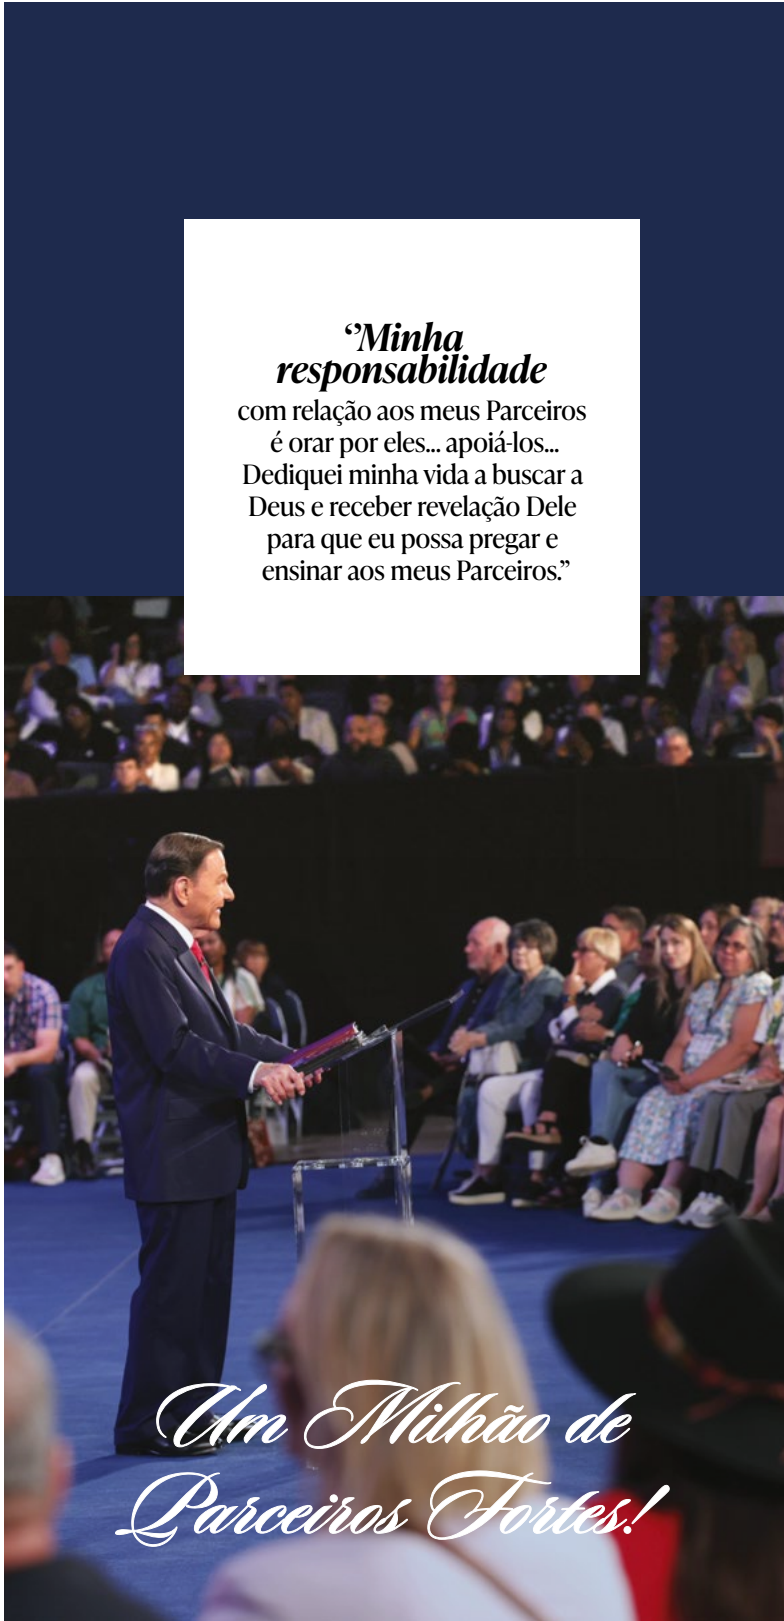 “Minha
responsabilidade
com relação aos meus Parceiros
é orar por eles... apoiá-los...
Dediquei minha vida a buscar a
Deus e receber revelação Dele
para que eu possa pregar e
ensinar aos meus Parceiros.”
Um Milhão de
Parceiros Fortes!